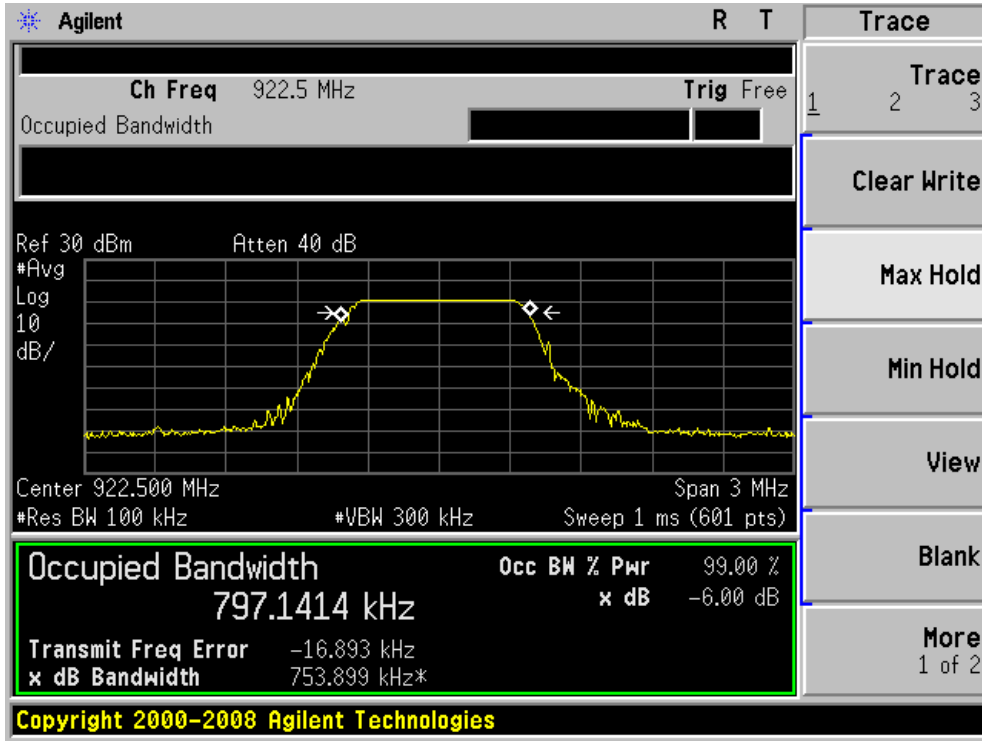 Agilent R T Trace
Ch Freq 922.5 MHz Trig Free
Occupied Bandwidth
Trace
1 2 3
Clear Write
Max Hold
Min Hold
View
Blank
More
1 of 2
Ref 30 dBm Atten 40 dB
#Avg
Log
10
dB/
Center 922.500 MHz Span 3 MHz
#Res BW 100 kHz #VBW 300 kHz Sweep 1 ms (601 pts)
Occupied Bandwidth Occ BW % Pwr 99.00 %
797.1414 kHz x dB -6.00 dB
Transmit Freq Error -16.893 kHz
x dB Bandwidth 753.899 kHz*
Copyright 2000-2008 Agilent Technologies